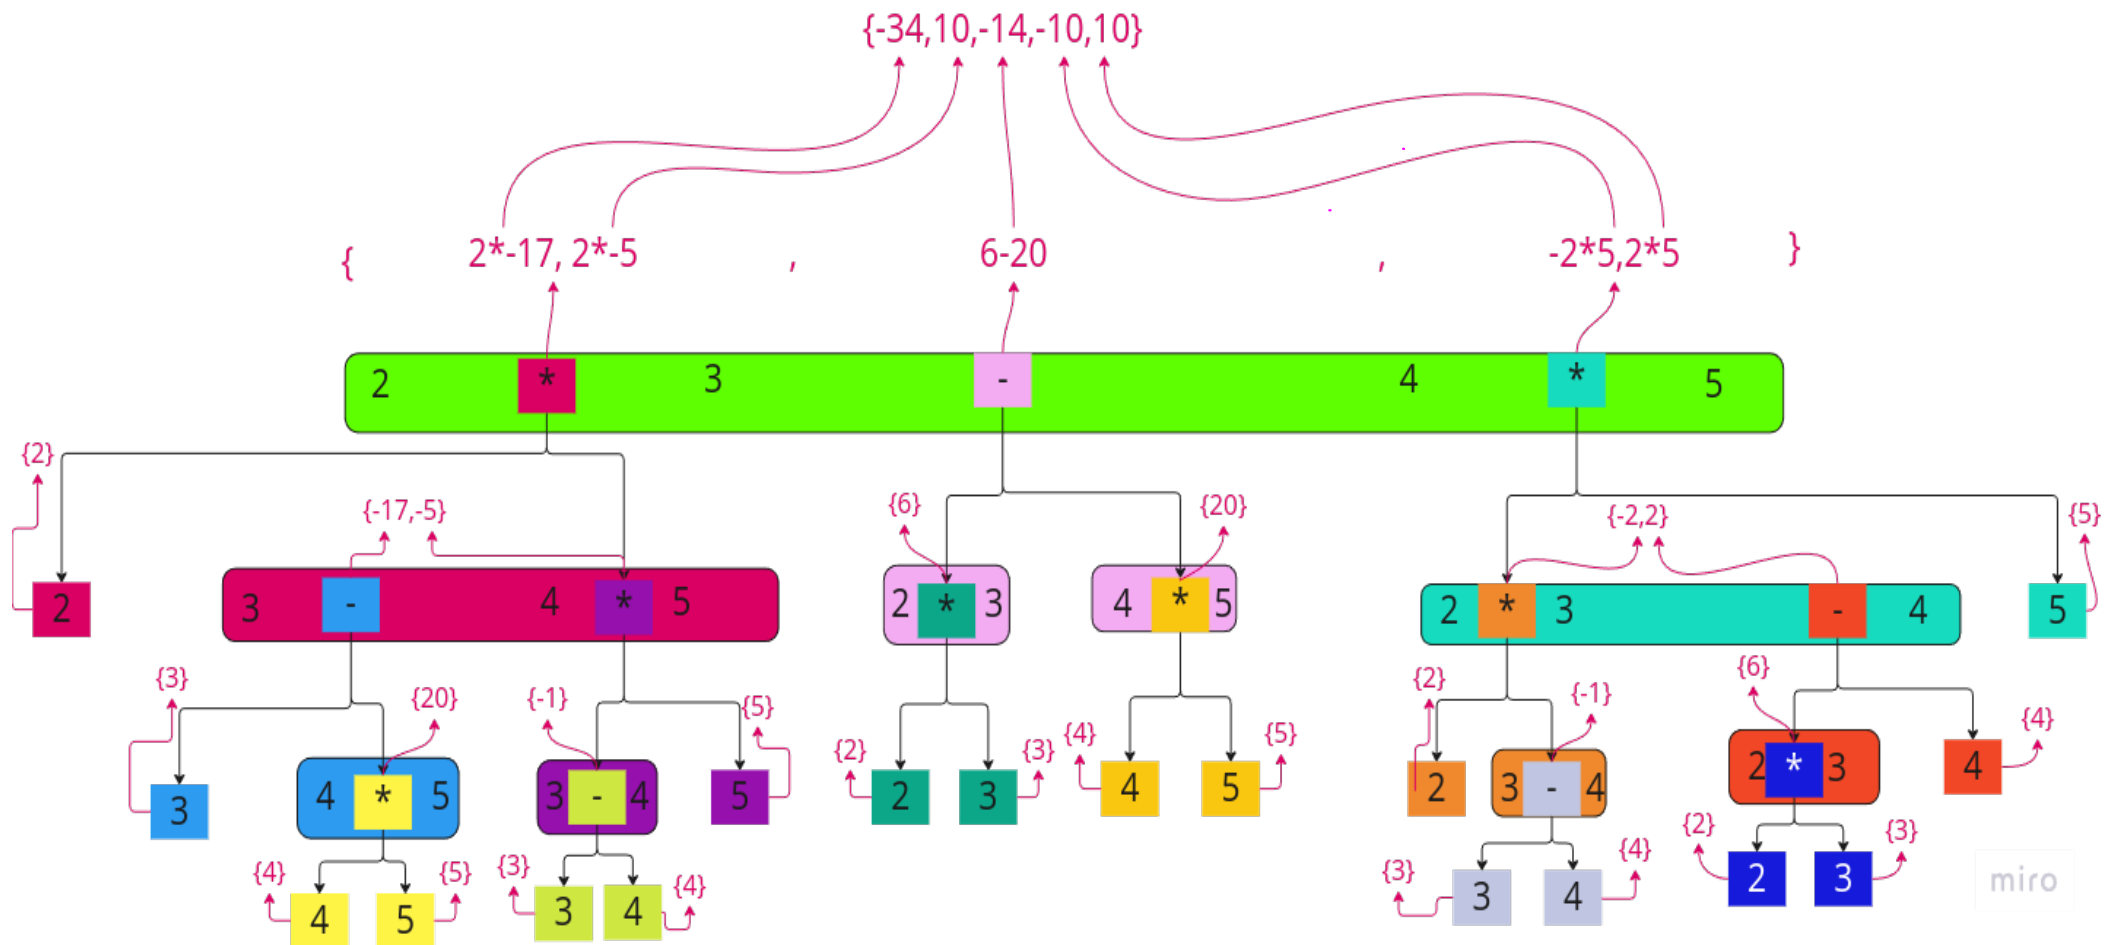 {-34,10,-14,-10,10}
{ 2*-17, 2*-5 , 6-20 , -2*5,2*5 }
2 * 3 - 4 * 5
{2} {-17,-5} {6} {20} {-2,2} {5}
2 3 - 4 * 5 2 * 3 4 * 5 2 * 3 - 4 5
{3} {20} {-1} {5} {2} {3} {4} {5} {2} {-1} {6} {4}
3 4 * 5 3 - 4 5 2 3 4 5 2 3 - 4 2 * 3 4
{4} {5} {3} {4} {3} {4} {2} {3}
4 5 3 4 3 4 2 3
miro